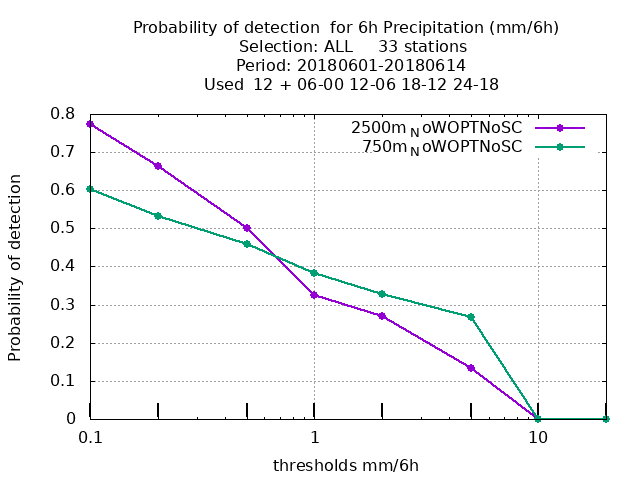 Probability of detection  for 6h Precipitation (mm/6h)
Selection: ALL     33 stations
Period: 20180601-20180614
Used  12 + 06-00 12-06 18-12 24-18
2500m_NoWOPTNoSC
750m_NoWOPTNoSC
0.8
0.7
0.6
0.5
0.4
0.3
0.2
0.1
0
Probability of detection
0.1
1
10
thresholds mm/6h